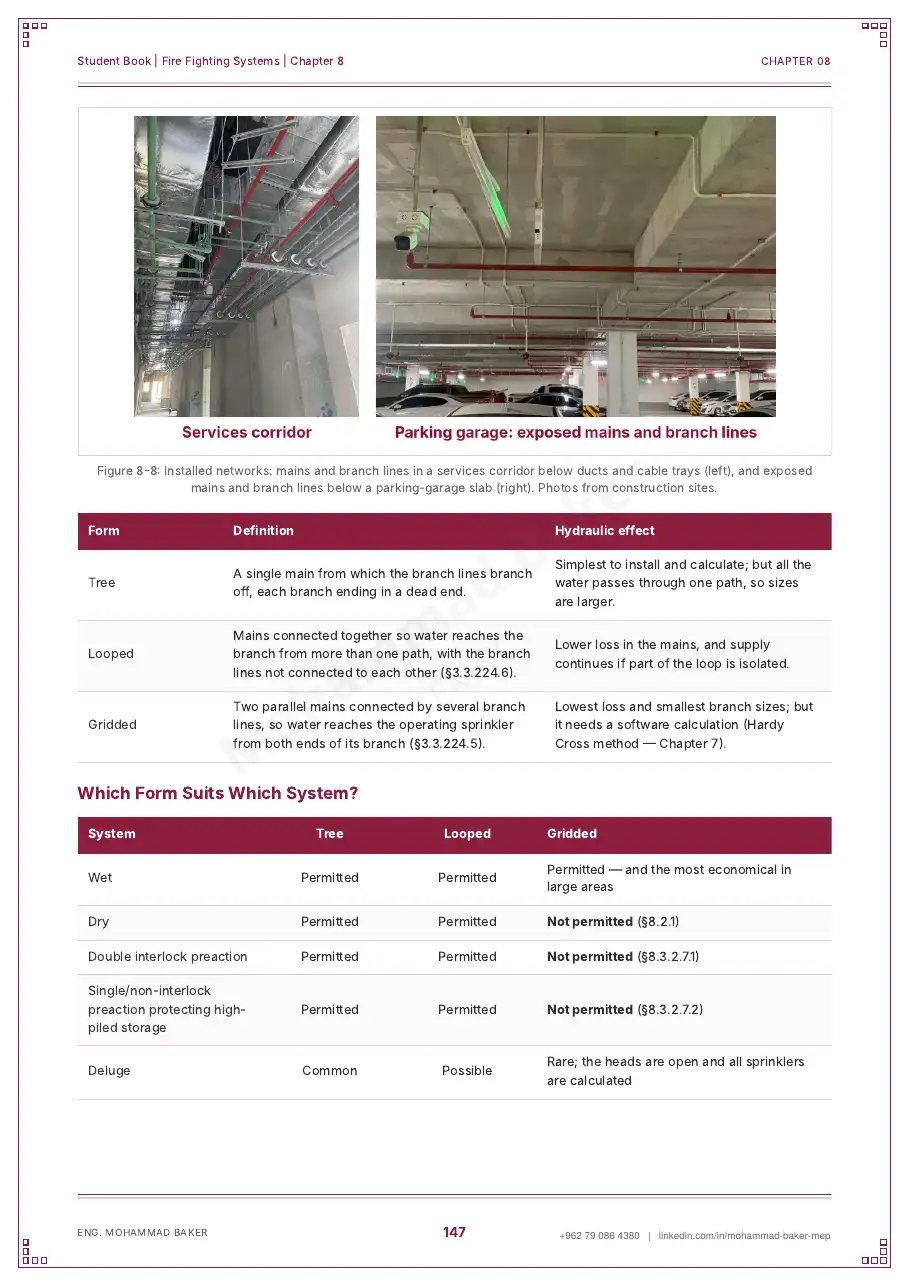 Student Book | Fire Fighting Systems | Chapter 8
CHAPTER 08
Services corridor
Parking garage: exposed mains and branch lines
Figure 8-8: Installed networks: mains and branch lines in a services corridor below ducts and cable trays (left), and exposed
mains and branch lines below a parking-garage slab (right). Photos from construction sites.
Form
Definition
Hydraulic effect
Tree
A single main from which the branch lines branch
off, each branch ending in a dead end.
Simplest to install and calculate; but all the
water passes through one path, so sizes
are larger.
Looped
Mains connected together so water reaches the
branch from more than one path, with the branch
lines not connected to each other (§3.3.224.6).
Lower loss in the mains, and supply
continues if part of the loop is isolated.
Gridded
Two parallel mains connected by several branch
lines, so water reaches the operating sprinkler
from both ends of its branch (§3.3.224.5).
Lowest loss and smallest branch sizes; but
it needs a software calculation (Hardy
Cross method — Chapter 7).
Which Form Suits Which System?
System
Tree
Looped
Gridded
Wet
Permitted
Permitted
Permitted — and the most economical in
large areas
Dry
Permitted
Permitted
Not permitted (§8.2.1)
Double interlock preaction
Permitted
Permitted
Not permitted (§8.3.2.7.1)
Single/non-interlock
preaction protecting high-
piled storage
Permitted
Permitted
Not permitted (§8.3.2.7.2)
Deluge
Common
Possible
Rare; the heads are open and all sprinklers
are calculated
ENG. MOHAMMAD BAKER
147
+962 79 086 4380 | linkedin.com/in/mohammad-baker-mep